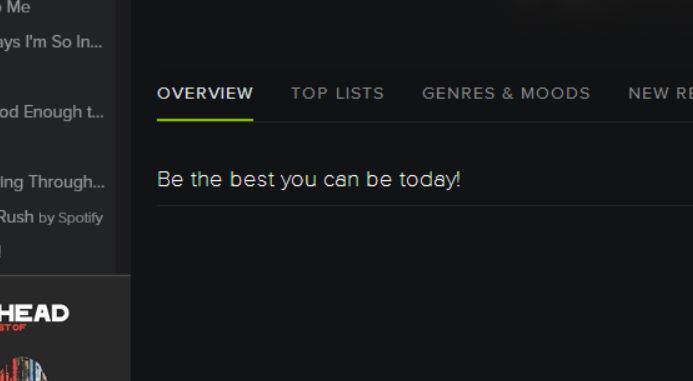 o Me
ays I'm So In...
OVERVIEW TOP LISTS GENRES & MOODS NEW RE
od Enough t...
ing Through...
Be the best you can be today!
Rush by Spotify
!
HEAD
ST OF